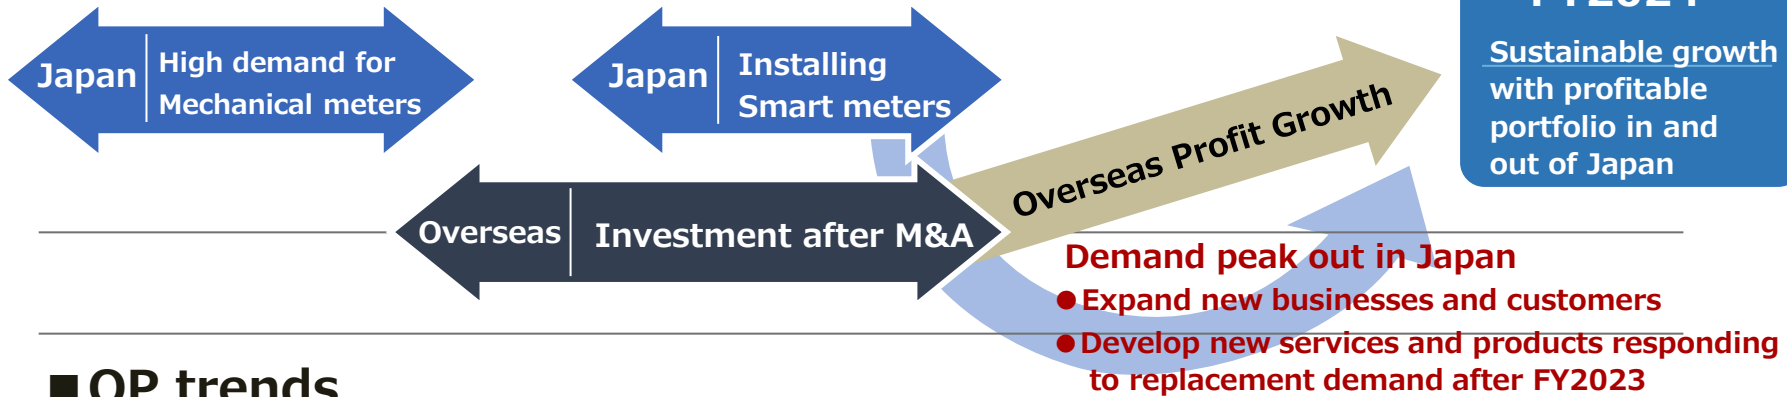 Japan
High demand for
Mechanical meters
Japan
Installing
Smart meters
Overseas
Investment after M&A
Overseas Profit Growth
Sustainable growth
with profitable
portfolio in and
out of Japan
Demand peak out in Japan
●Expand new businesses and customers
●Develop new services and products responding
to replacement demand after FY2023
■OP trends